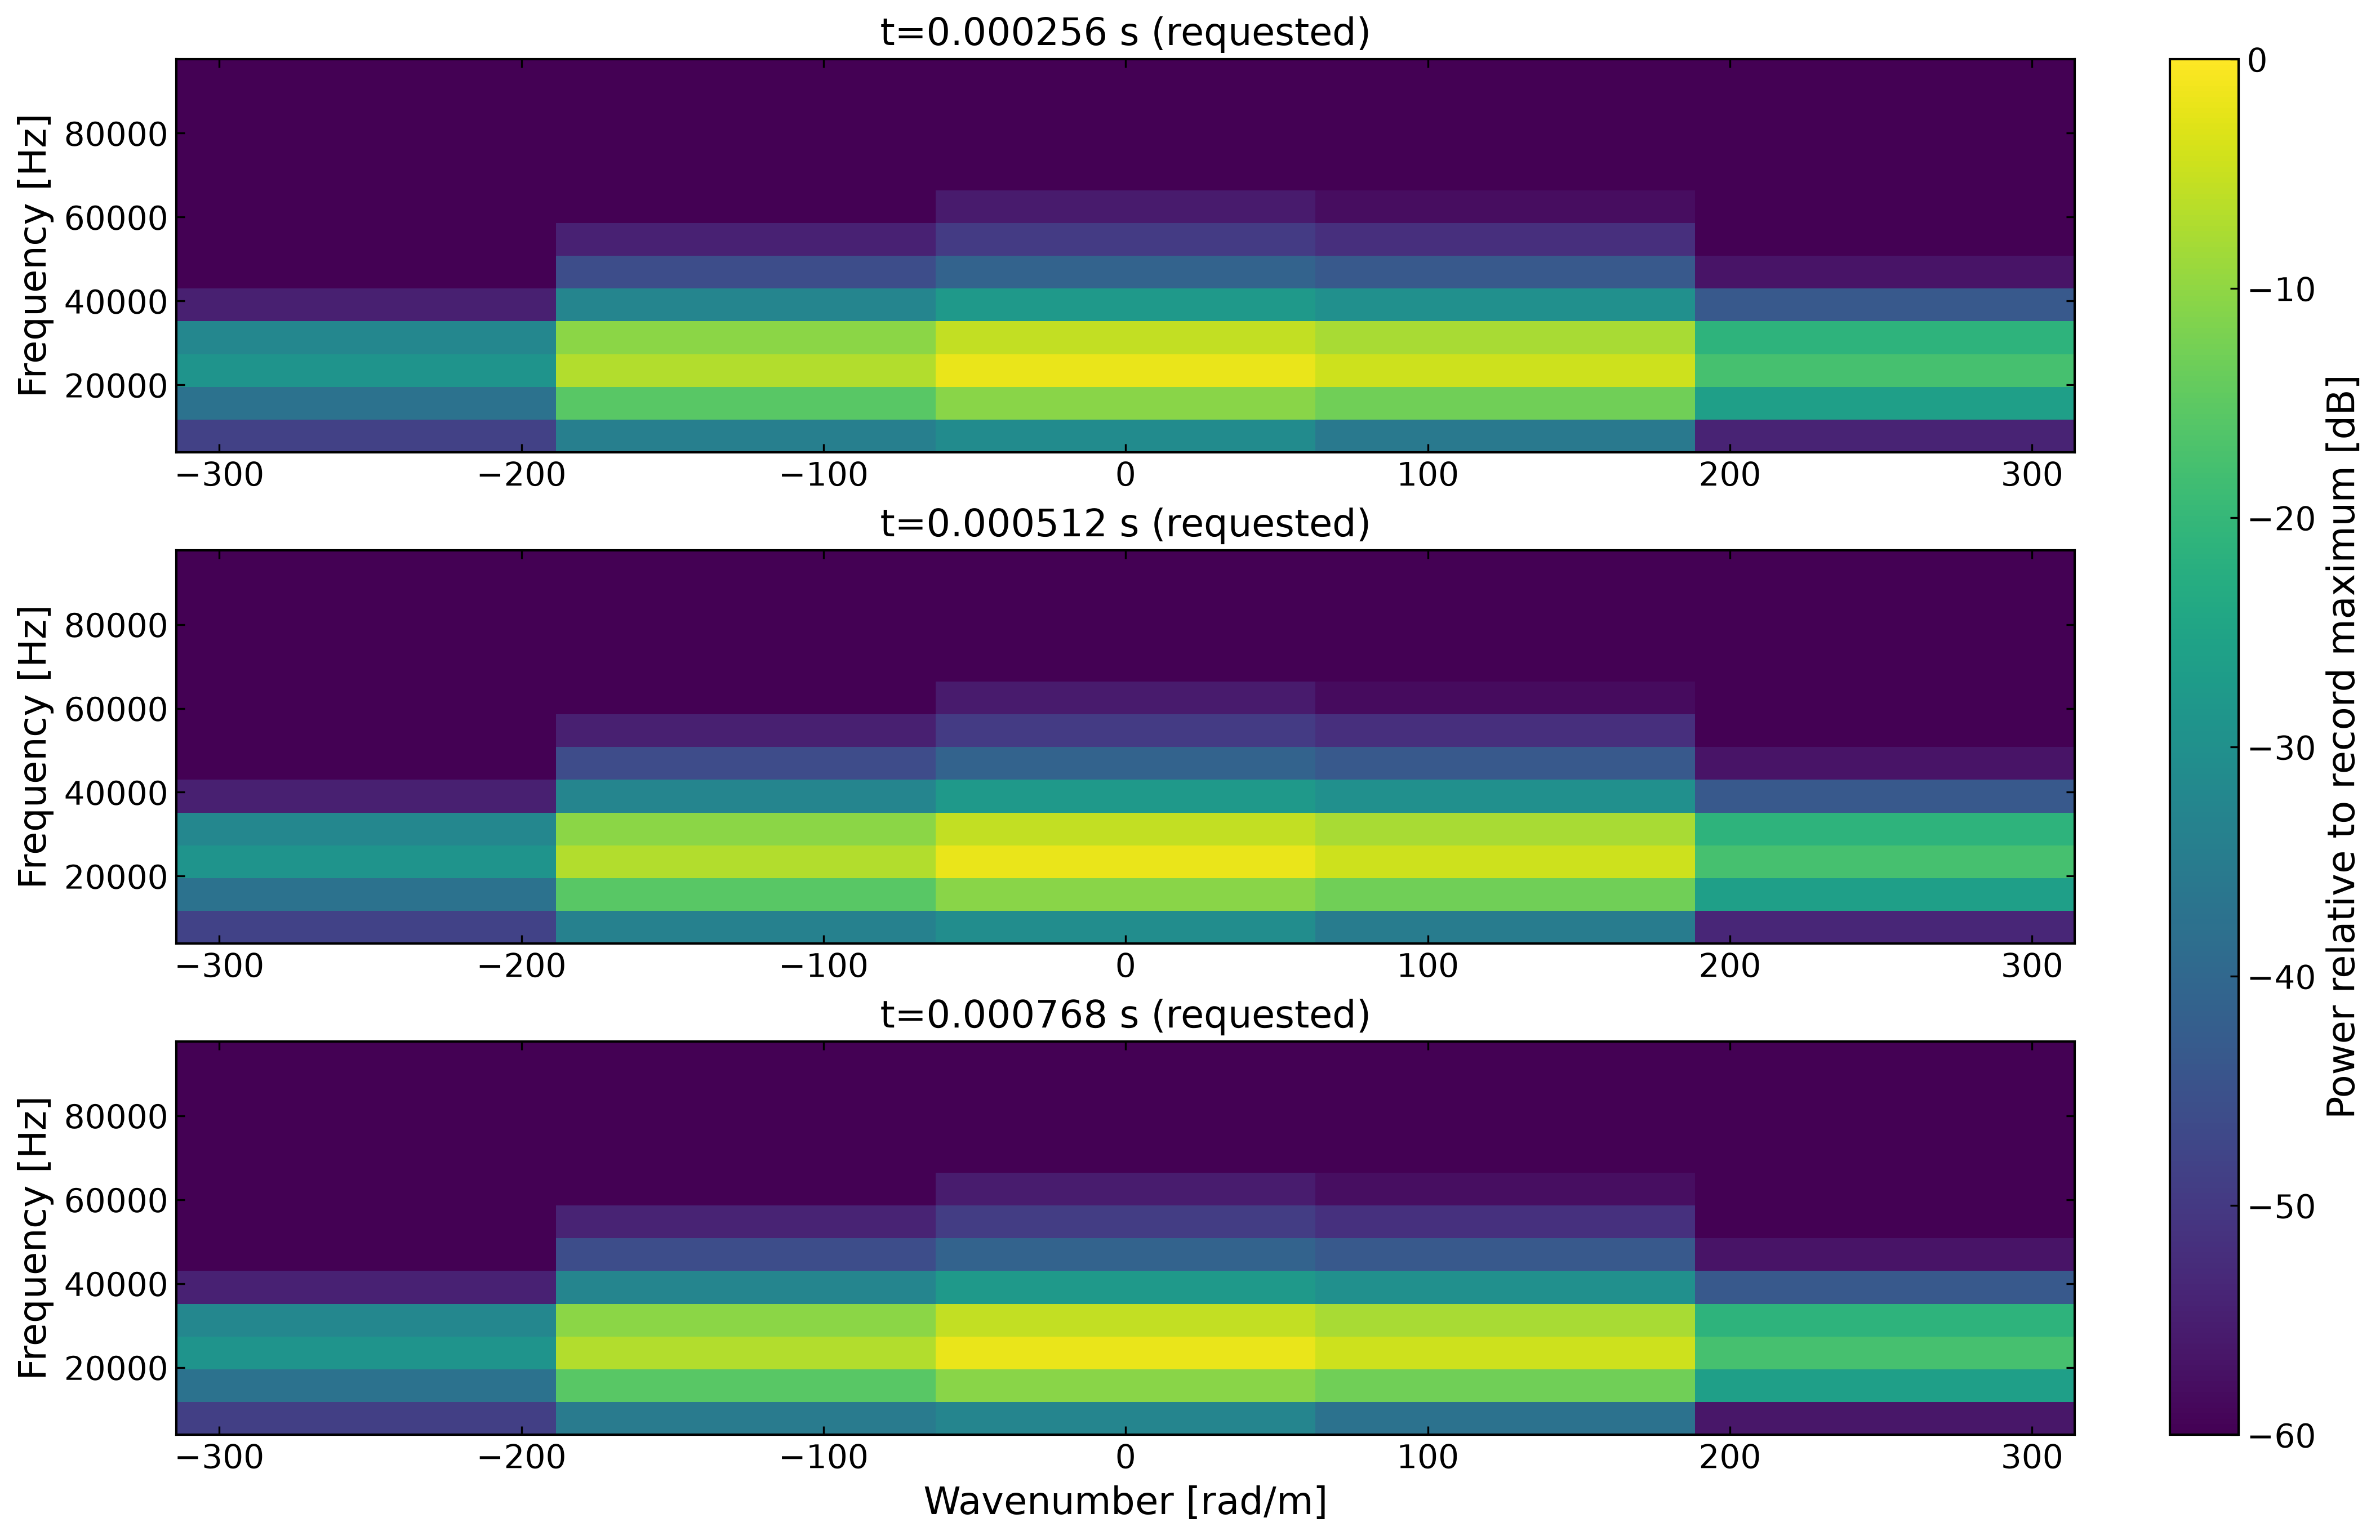 t=0.000256 s (requested)
Frequency [Hz]
80000
60000
40000
20000
−300 −200 −100 0 100 200 300
t=0.000512 s (requested)
Frequency [Hz]
80000
60000
40000
20000
−300 −200 −100 0 100 200 300
t=0.000768 s (requested)
Frequency [Hz]
80000
60000
40000
20000
−300 −200 −100 0 100 200 300
Wavenumber [rad/m]
0
−10
−20
−30
−40
−50
−60
Power relative to record maximum [dB]